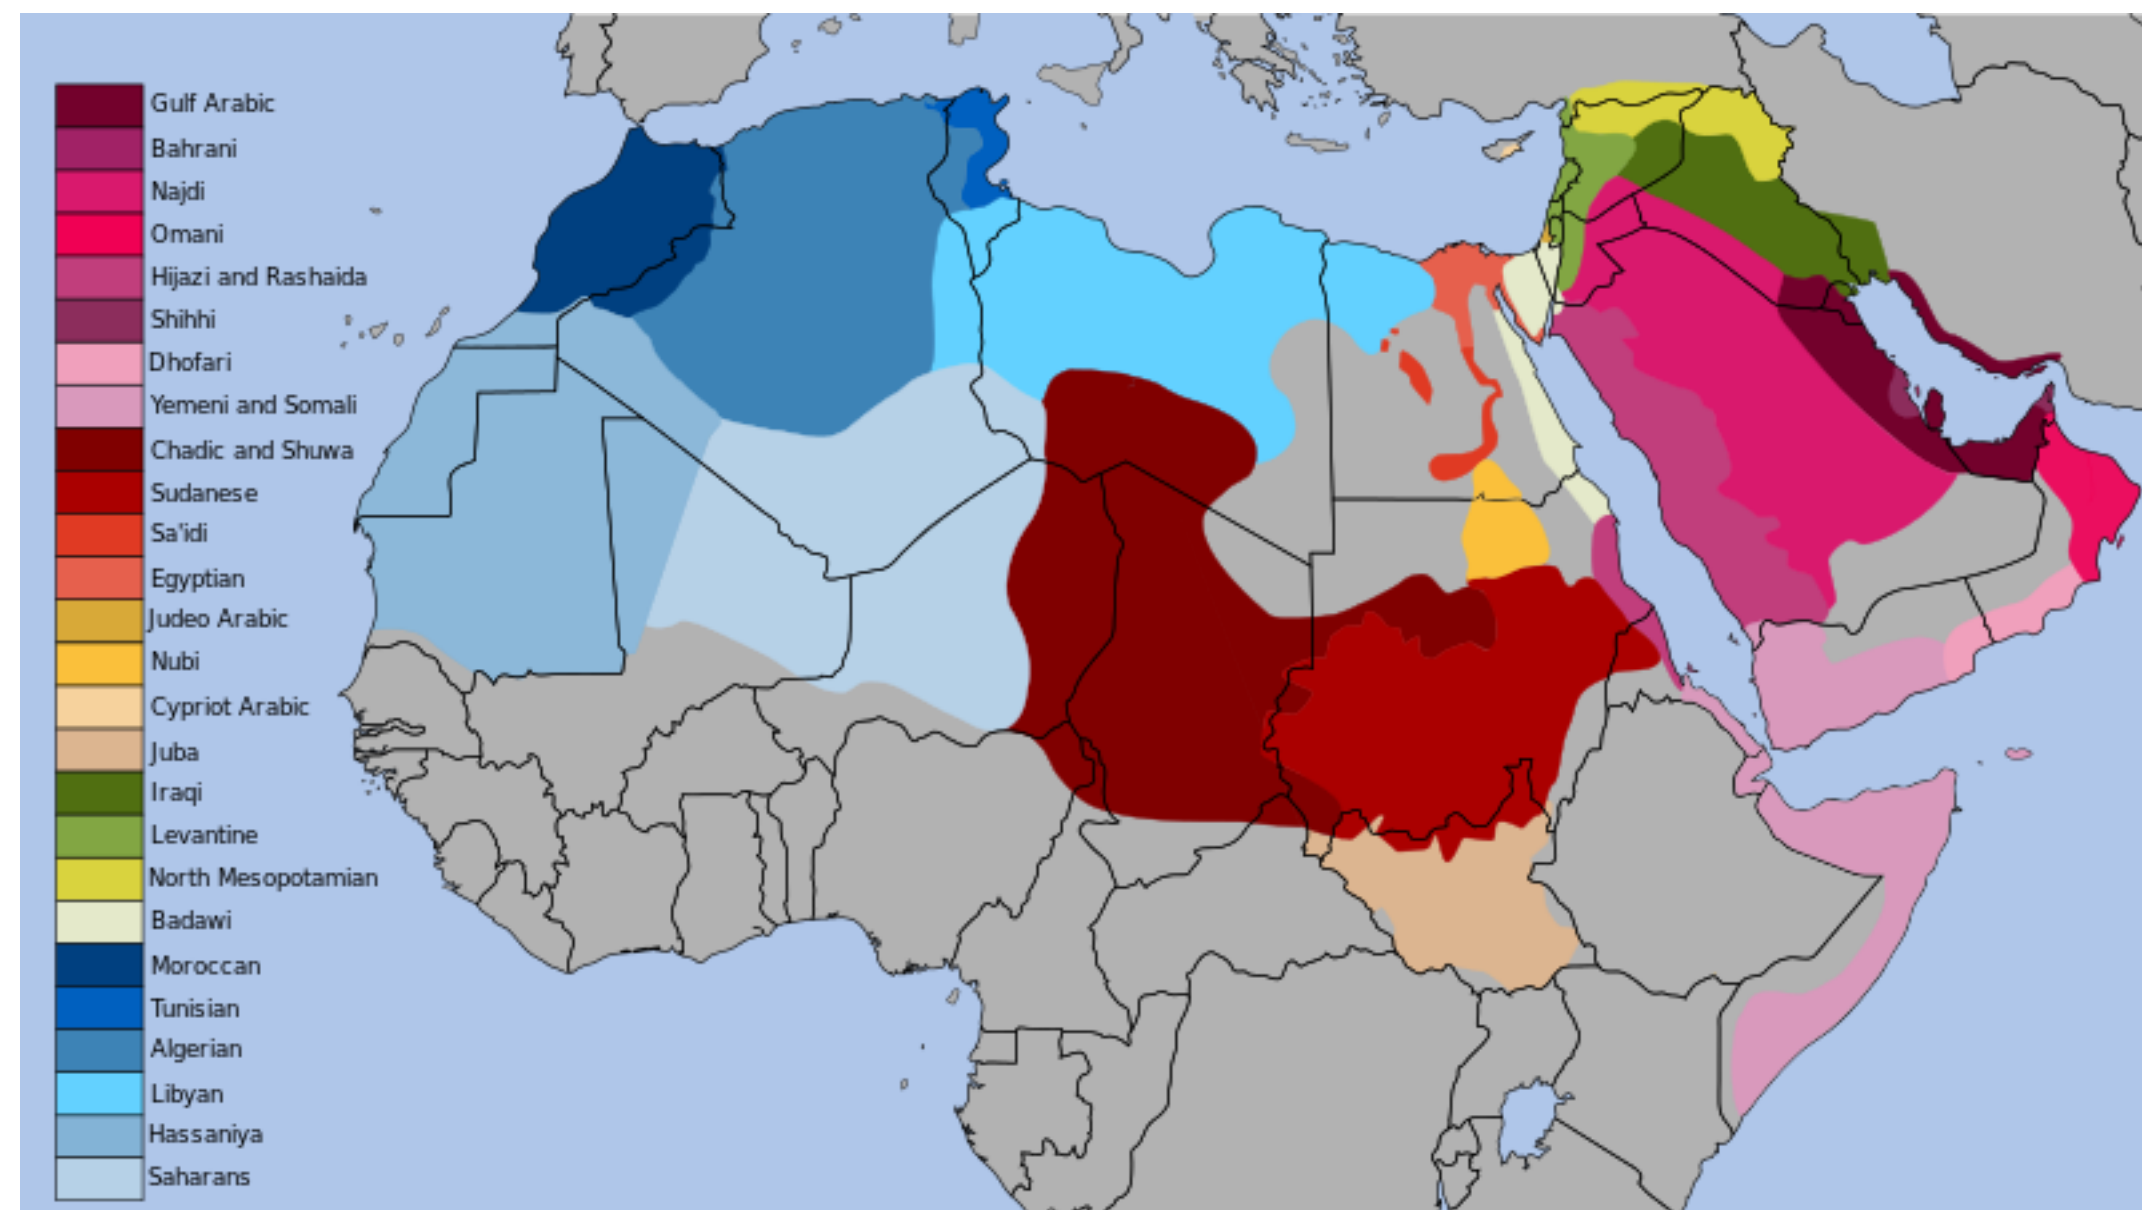 Gulf Arabic
Bahrani
Najdi
Omani
Hijazi and Rashaida
Shihhi
Dhofari
Yemeni and Somali
Chadic and Shuwa
Sudanese
Sa'idi
Egyptian
Judeo Arabic
Nubi
Cypriot Arabic
Juba
Iraqi
Levantine
North Mesopotamian
Badawi
Moroccan
Tunisian
Algerian
Libyan
Hassaniya
Saharans